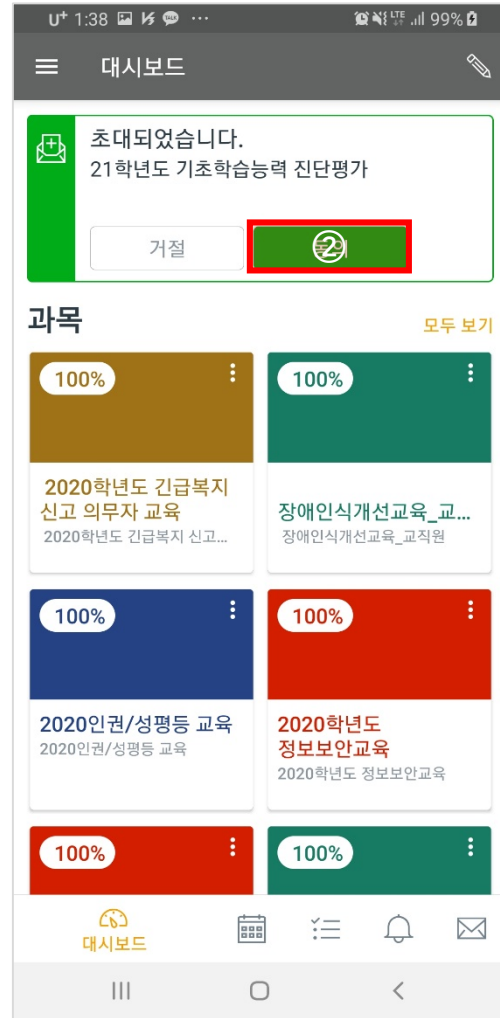 U+ 1:38 LTE 99%
대시보드
초대되었습니다.
21학년도 기초학습능력 진단평가
거절 ②
과목 모두 보기
100% 100%
2020학년도 긴급복지
신고 의무자 교육
2020학년도 긴급복지 신고...
장애인식개선교육_교...
장애인식개선교육_교직원
100% 100%
2020인권/성평등 교육
2020인권/성평등 교육
2020학년도
정보보안교육
2020학년도 정보보안교육
100% 100%
대시보드